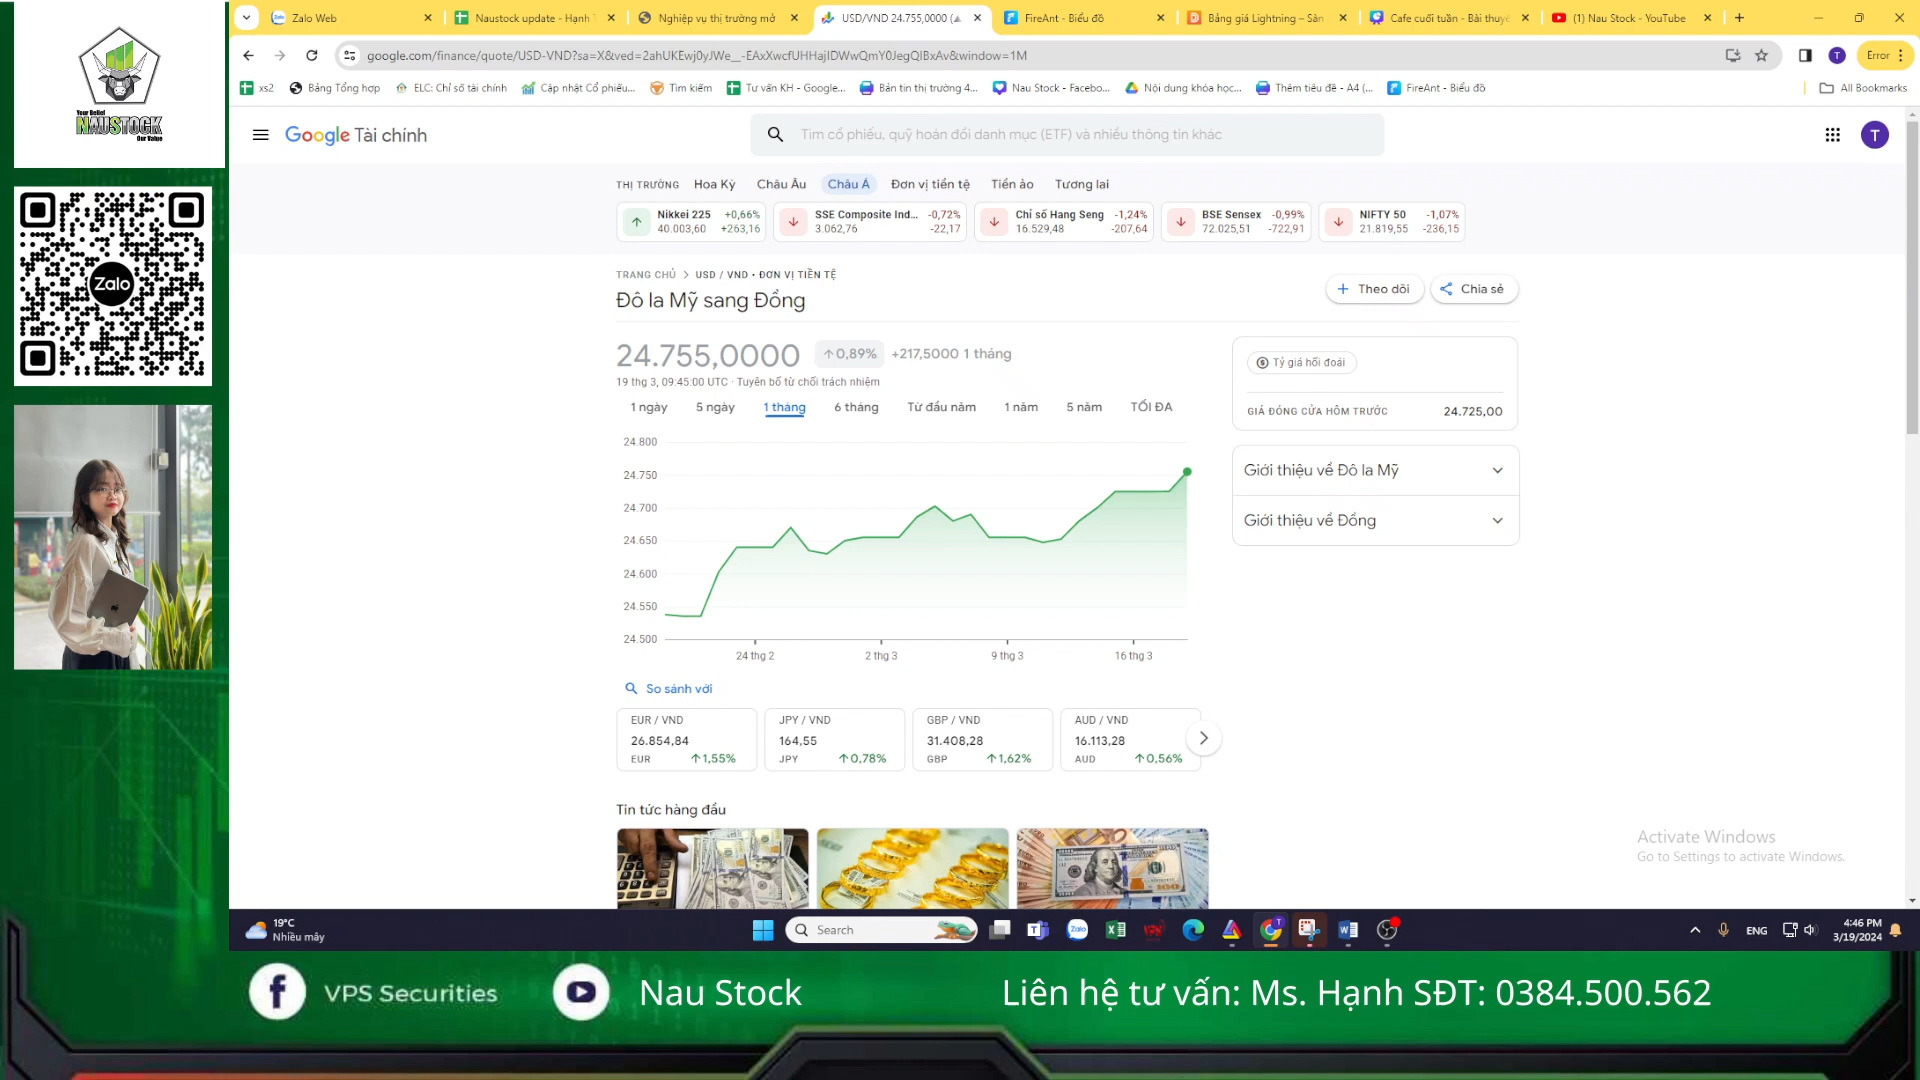 Your Belief
NAUSTOCK
Our Value
Zalo
Zalo Web
Naustock update - Hạnh
Nghiệp vụ thị trường mở
USD/VND 24.755,0000 (▲
FireAnt - Biểu đồ
Bảng giá Lightning – Sàn
Cafe cuối tuần - Bài thuyế
(1) Nau Stock - YouTube
google.com/finance/quote/USD-VND?sa=X&ved=2ahUKEwj0yJWe__-EAxXwcfUHHajIDWwQmY0JegQIBxAv&window=1M
Error
xs2
Bảng Tổng hợp
ELC: Chỉ số tài chính
Cập nhật Cổ phiếu...
Tìm kiếm
Tư vấn KH - Google...
Bản tin thị trường 4...
Nau Stock - Facebo...
Nội dung khóa học...
Thêm tiêu đề - A4 (...
FireAnt - Biểu đồ
All Bookmarks
Google Tài chính
Tìm cổ phiếu, quỹ hoán đổi danh mục (ETF) và nhiều thông tin khác
T
THỊ TRƯỜNG Hoa Kỳ Châu Âu Châu Á Đơn vị tiền tệ Tiền ảo Tương lai
Nikkei 225 +0,66%
40.003,60 +263,16
SSE Composite Ind... -0,72%
3.062,76 -22,17
Chỉ số Hang Seng -1,24%
16.529,48 -207,64
BSE Sensex -0,99%
72.025,51 -722,91
NIFTY 50 -1,07%
21.819,55 -236,15
TRANG CHỦ > USD / VND • ĐƠN VỊ TIỀN TỆ
Đô la Mỹ sang Đồng
Theo dõi
Chia sẻ
24.755,0000 ↑0,89% +217,5000 1 tháng
19 thg 3, 09:45:00 UTC · Tuyên bố từ chối trách nhiệm
1 ngày 5 ngày 1 tháng 6 tháng Từ đầu năm 1 năm 5 năm TỐI ĐA
24.800
24.750
24.700
24.650
24.600
24.550
24.500
24 thg 2 2 thg 3 9 thg 3 16 thg 3
Tỷ giá hối đoái
GIÁ ĐÓNG CỬA HÔM TRƯỚC 24.725,00
Giới thiệu về Đô la Mỹ
Giới thiệu về Đồng
So sánh với
EUR / VND
26.854,84
EUR ↑1,55%
JPY / VND
164,55
JPY ↑0,78%
GBP / VND
31.408,28
GBP ↑1,62%
AUD / VND
16.113,28
AUD ↑0,56%
Tin tức hàng đầu
Activate Windows
Go to Settings to activate Windows.
19°C
Nhiều mây
Search
ENG
4:46 PM
3/19/2024
VPS Securities
Nau Stock
Liên hệ tư vấn: Ms. Hạnh SĐT: 0384.500.562